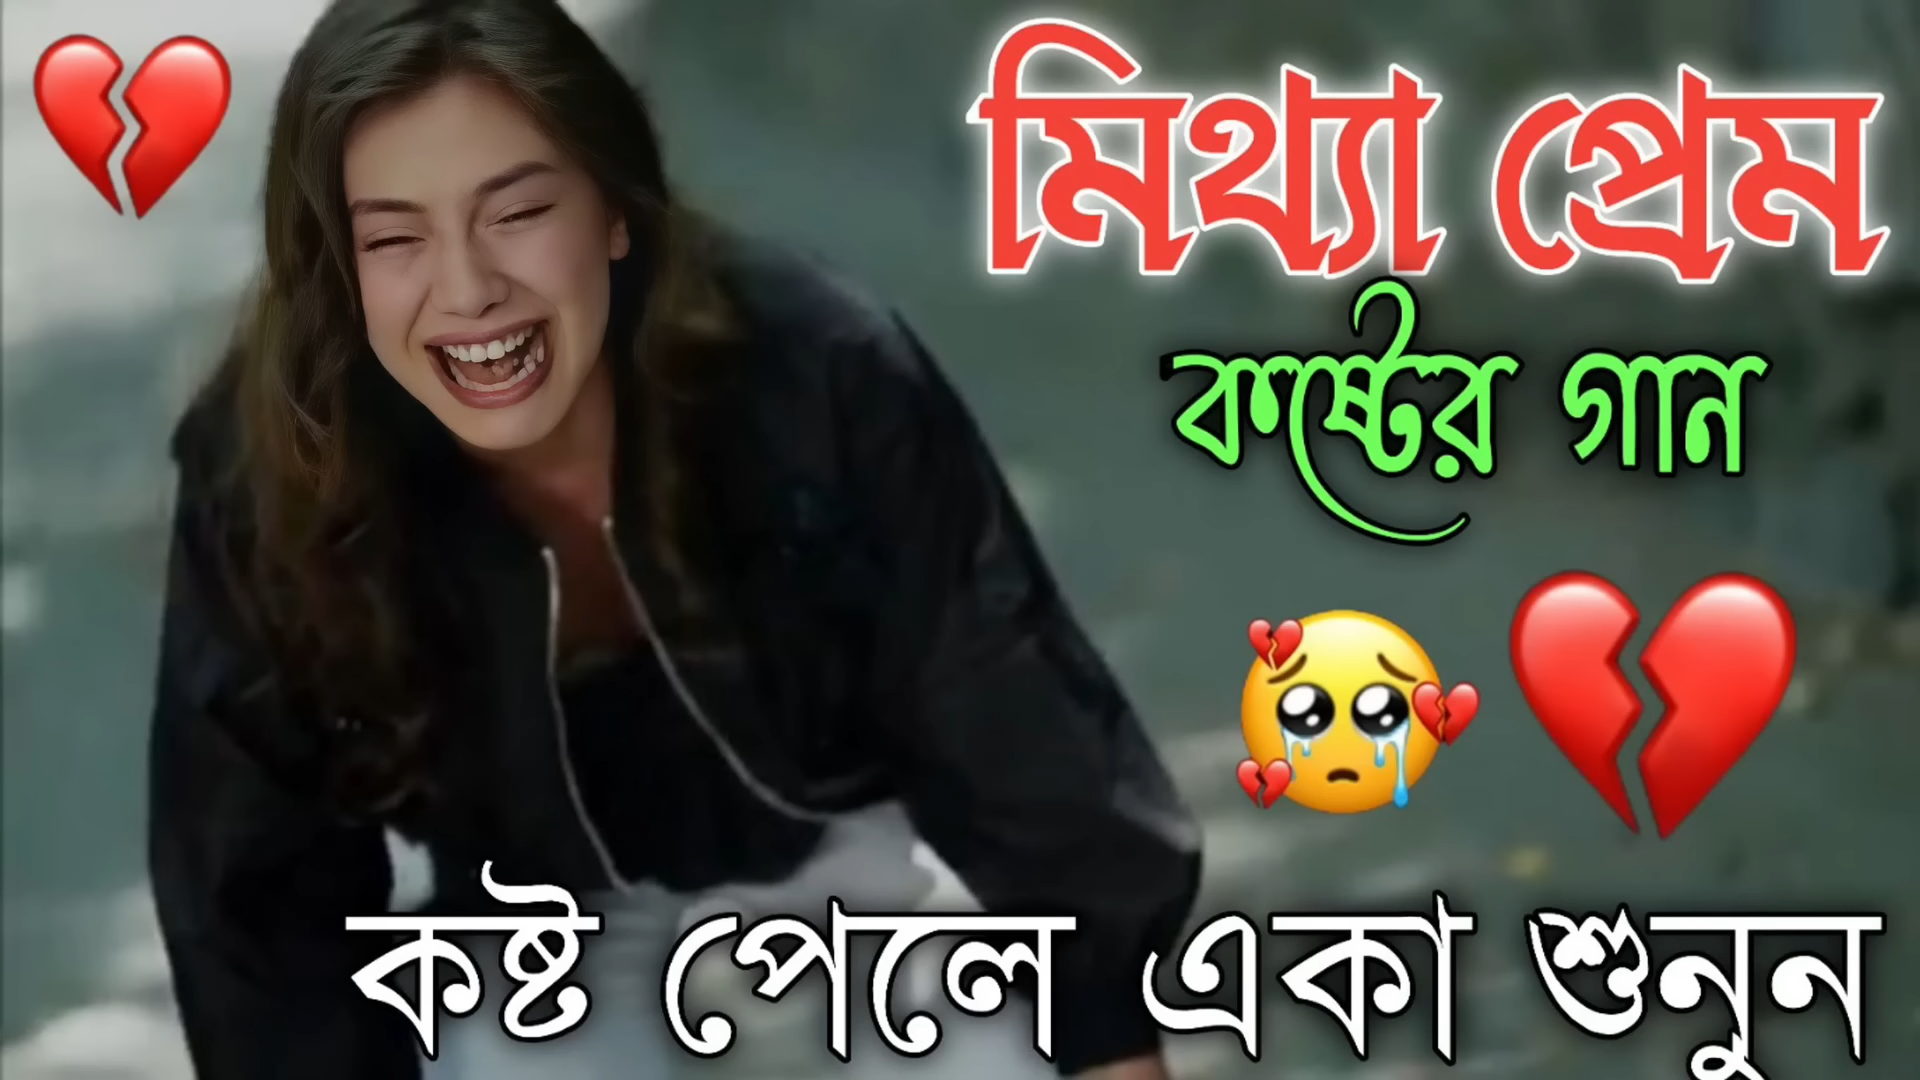 মিথ্যা প্রেম
কষ্টের গান
কষ্ট পেলে একা শুনুন